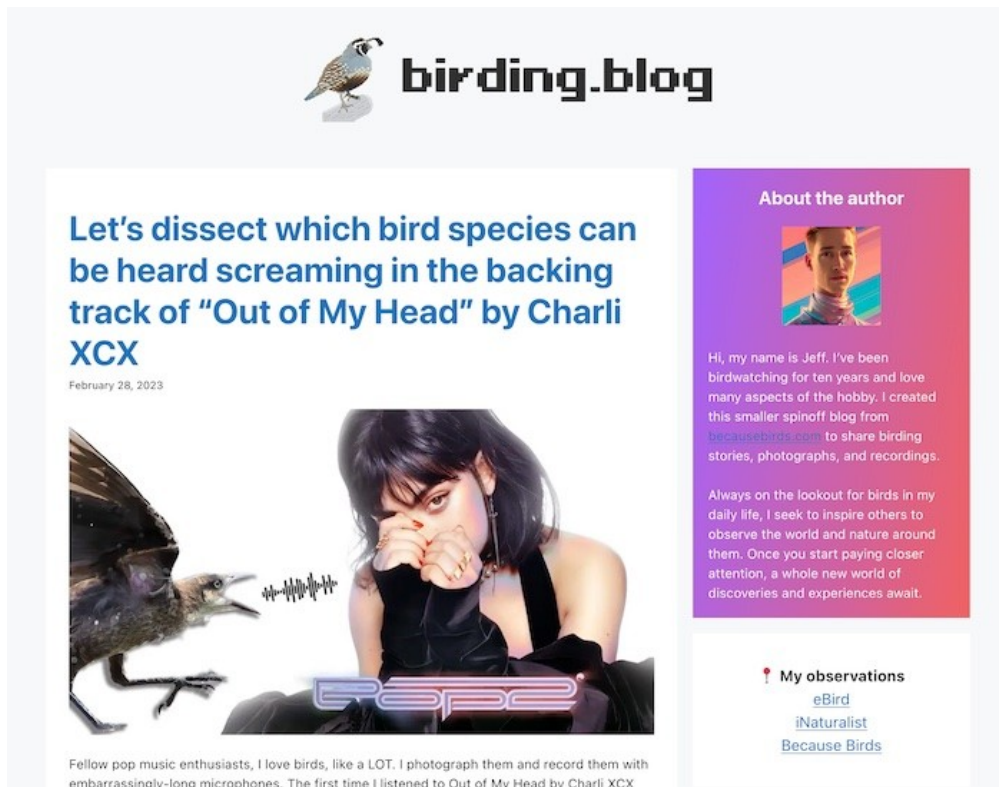 birding.blog
Let’s dissect which bird species can
be heard screaming in the backing
track of “Out of My Head” by Charli
XCX
February 28, 2023
POP2
Fellow pop music enthusiasts, I love birds, like a LOT. I photograph them and record them with
embarrassingly-long microphones. The first time I listened to Out of My Head by Charli XCX
About the author
Hi, my name is Jeff. I’ve been
birdwatching for ten years and love
many aspects of the hobby. I created
this smaller spinoff blog from
becausebirds.com to share birding
stories, photographs, and recordings.
Always on the lookout for birds in my
daily life, I seek to inspire others to
observe the world and nature around
them. Once you start paying closer
attention, a whole new world of
discoveries and experiences await.
My observations
eBird
iNaturalist
Because Birds